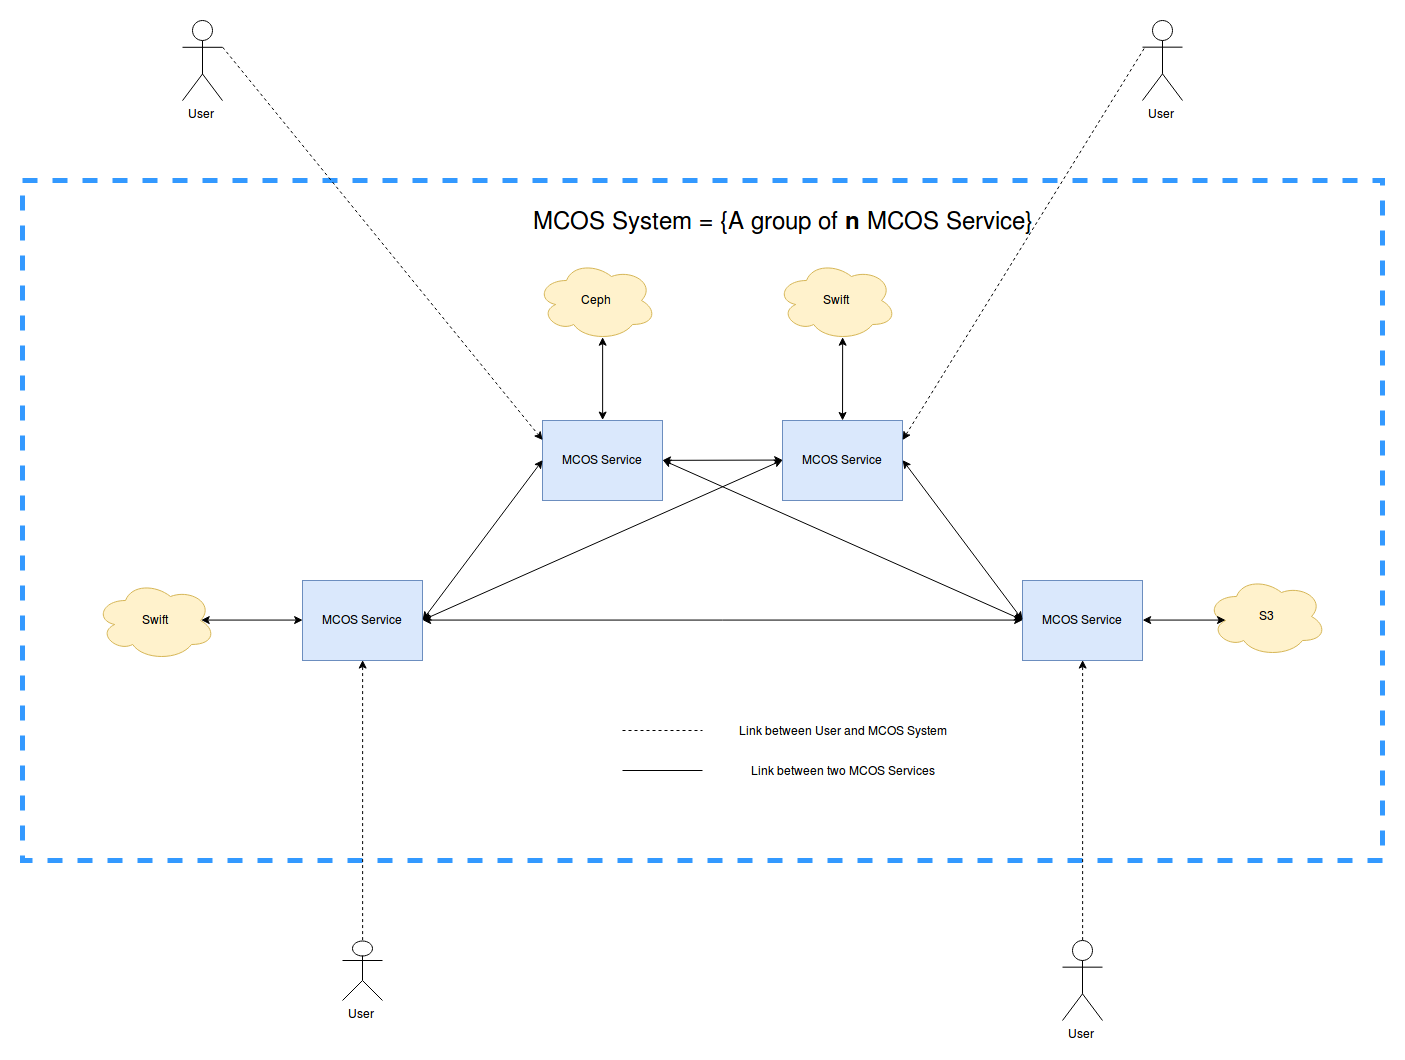 User
User
MCOS System = {A group of n MCOS Service}
Ceph
Swift
MCOS Service
MCOS Service
Swift
MCOS Service
MCOS Service
S3
Link between User and MCOS System
Link between two MCOS Services
User
User